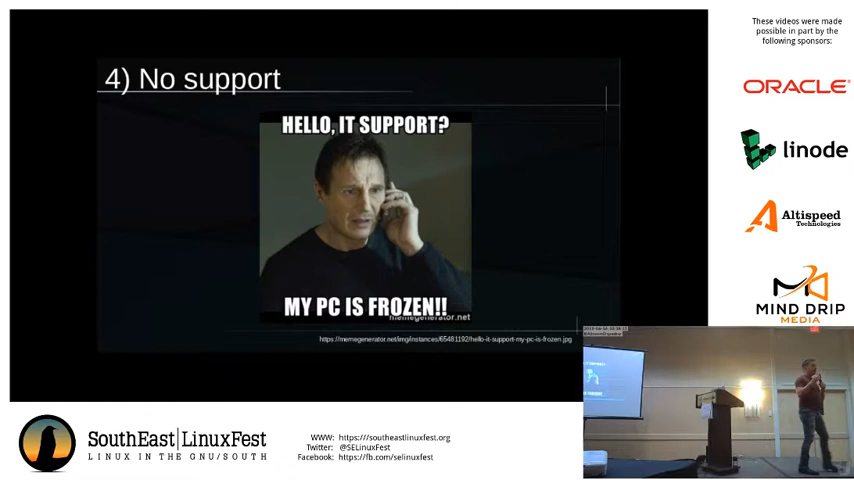 These videos were made
possible in part by the
following sponsors:
ORACLE
linode
Altispeed
Technologies
MIND DRIP
MEDIA
4) No support
HELLO, IT SUPPORT?
MY PC IS FROZEN!!
memegenerator.net
https://memegenerator.net/img/instances/65481192/hello-it-support-my-pc-is-frozen.jpg
SouthEast|LinuxFest
LINUX IN THE GNU/SOUTH
WWW: https://southeastlinuxfest.org
Twitter: @SELinuxFest
Facebook: https://fb.com/selinuxfest